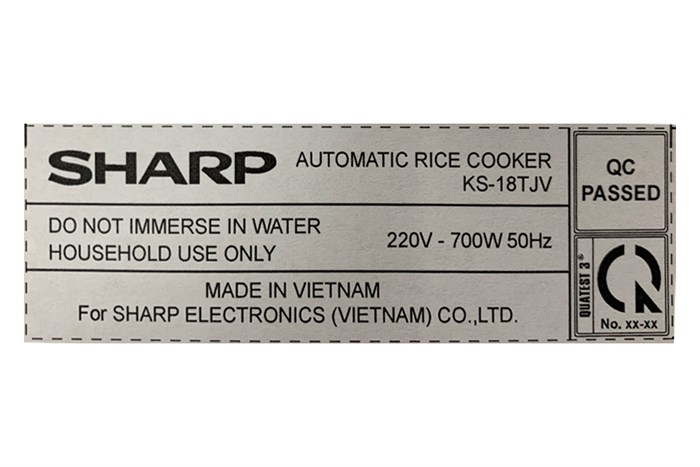 SHARP
AUTOMATIC RICE COOKER
KS-18TJV
DO NOT IMMERSE IN WATER
HOUSEHOLD USE ONLY
220V - 700W 50Hz
MADE IN VIETNAM
For SHARP ELECTRONICS (VIETNAM) CO.,LTD.
QC
PASSED
QUATEST 3®
No. xx-xx